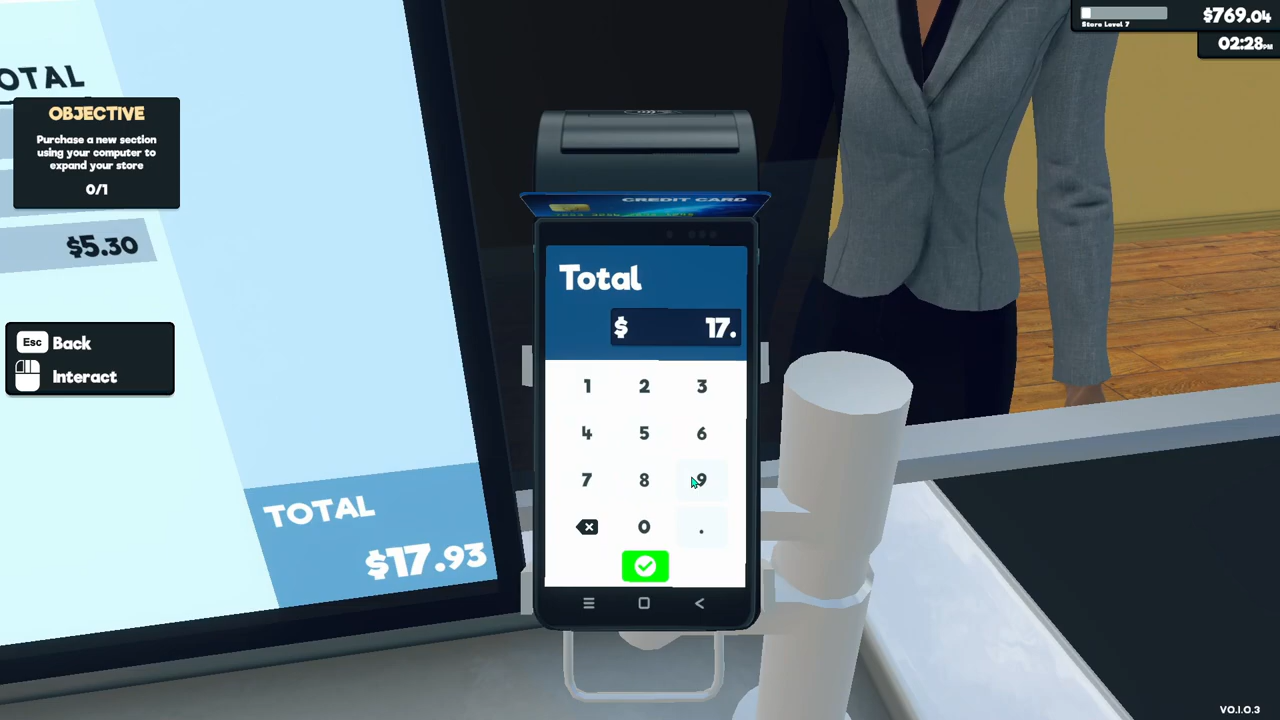 $769.04
Store Level 7
02:28PM
OTAL
OBJECTIVE
Purchase a new section
using your computer to
expand your store
0/1
$5.30
Esc Back
Interact
TOTAL
$17.93
CREDIT CARD
Total
$ 17.
1 2 3
4 5 6
7 8 9
0 .
V0.1.0.3